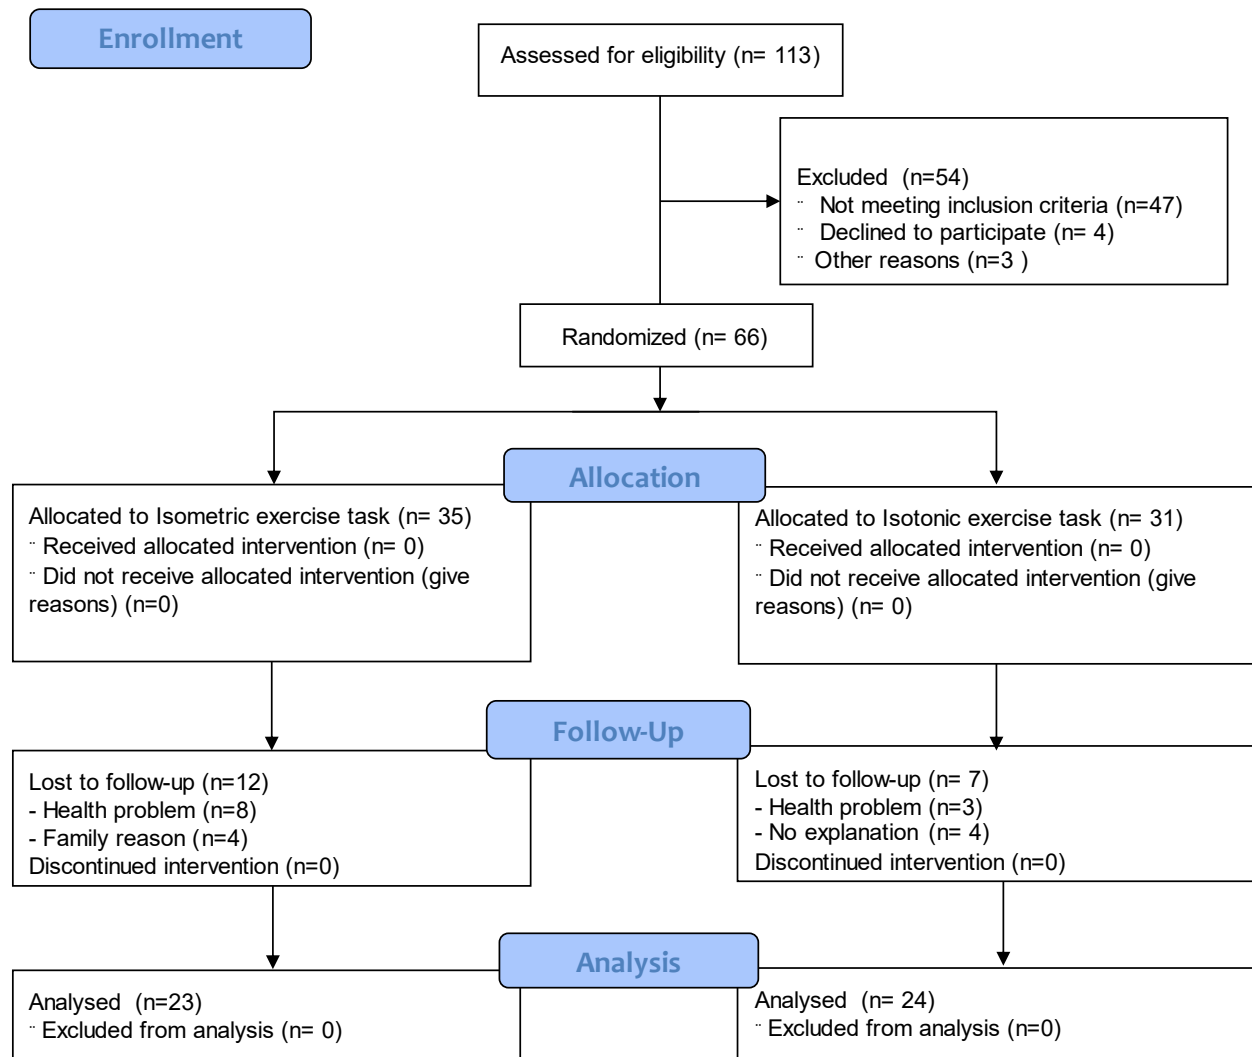 Enrollment
Assessed for eligibility (n= 113)
Excluded  (n=54)
¨ Not meeting inclusion criteria (n=47)
¨ Declined to participate (n= 4)
¨ Other reasons (n=3 )
Randomized (n= 66)
Allocation
Allocated to Isometric exercise task (n= 35)
¨ Received allocated intervention (n= 0)
¨ Did not receive allocated intervention (give
reasons) (n=0)
Allocated to Isotonic exercise task (n= 31)
¨ Received allocated intervention (n= 0)
¨ Did not receive allocated intervention (give
reasons) (n= 0)
Follow-Up
Lost to follow-up (n=12)
- Health problem (n=8)
- Family reason (n=4)
Discontinued intervention (n=0)
Lost to follow-up (n= 7)
- Health problem (n=3)
- No explanation (n= 4)
Discontinued intervention (n=0)
Analysis
Analysed  (n=23)
¨ Excluded from analysis (n= 0)
Analysed  (n= 24)
¨ Excluded from analysis (n=0)